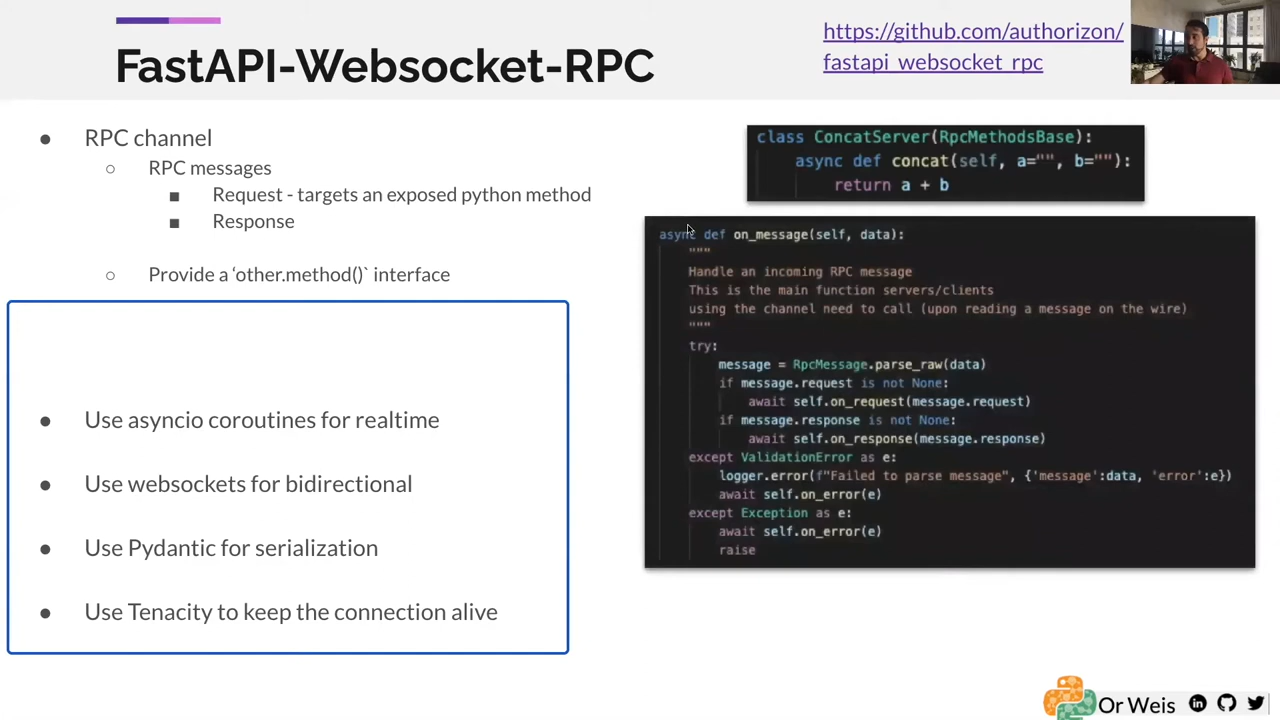 FastAPI-Websocket-RPC
https://github.com/authorizon/
fastapi_websocket_rpc
● RPC channel
○ RPC messages
■ Request - targets an exposed python method
■ Response
○ Provide a ‘other.method()` interface
● Use asyncio coroutines for realtime
● Use websockets for bidirectional
● Use Pydantic for serialization
● Use Tenacity to keep the connection alive
class ConcatServer(RpcMethodsBase):
async def concat(self, a="", b=""):
return a + b
async def on_message(self, data):
"""
Handle an incoming RPC message
This is the main function servers/clients
using the channel need to call (upon reading a message on the wire)
"""
try:
message = RpcMessage.parse_raw(data)
if message.request is not None:
await self.on_request(message.request)
if message.response is not None:
await self.on_response(message.response)
except ValidationError as e:
logger.error(f"Failed to parse message", {'message':data, 'error':e})
await self.on_error(e)
except Exception as e:
await self.on_error(e)
raise
Or Weis